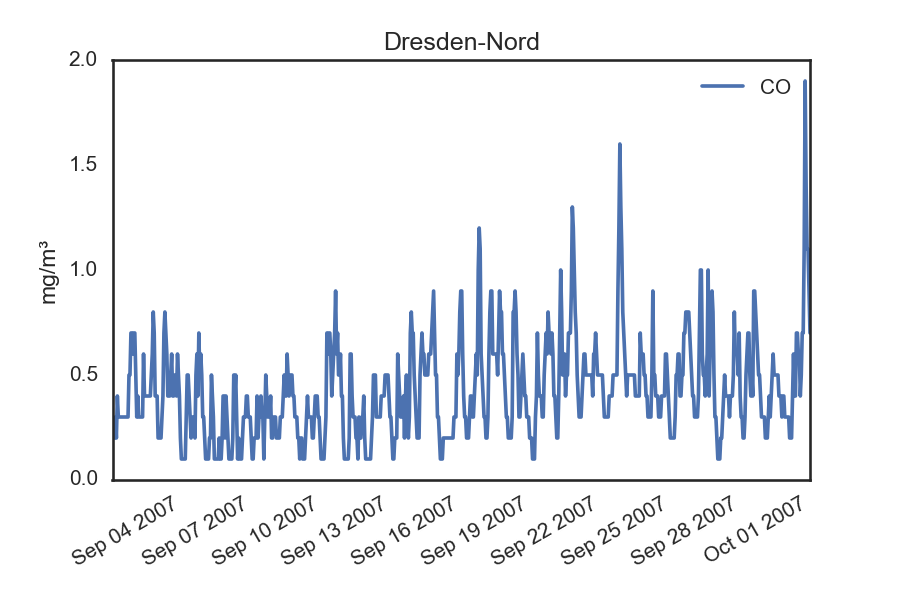 Dresden-Nord
2.0
1.5
1.0
0.5
0.0
mg/m³
CO
Sep 04 2007
Sep 07 2007
Sep 10 2007
Sep 13 2007
Sep 16 2007
Sep 19 2007
Sep 22 2007
Sep 25 2007
Sep 28 2007
Oct 01 2007